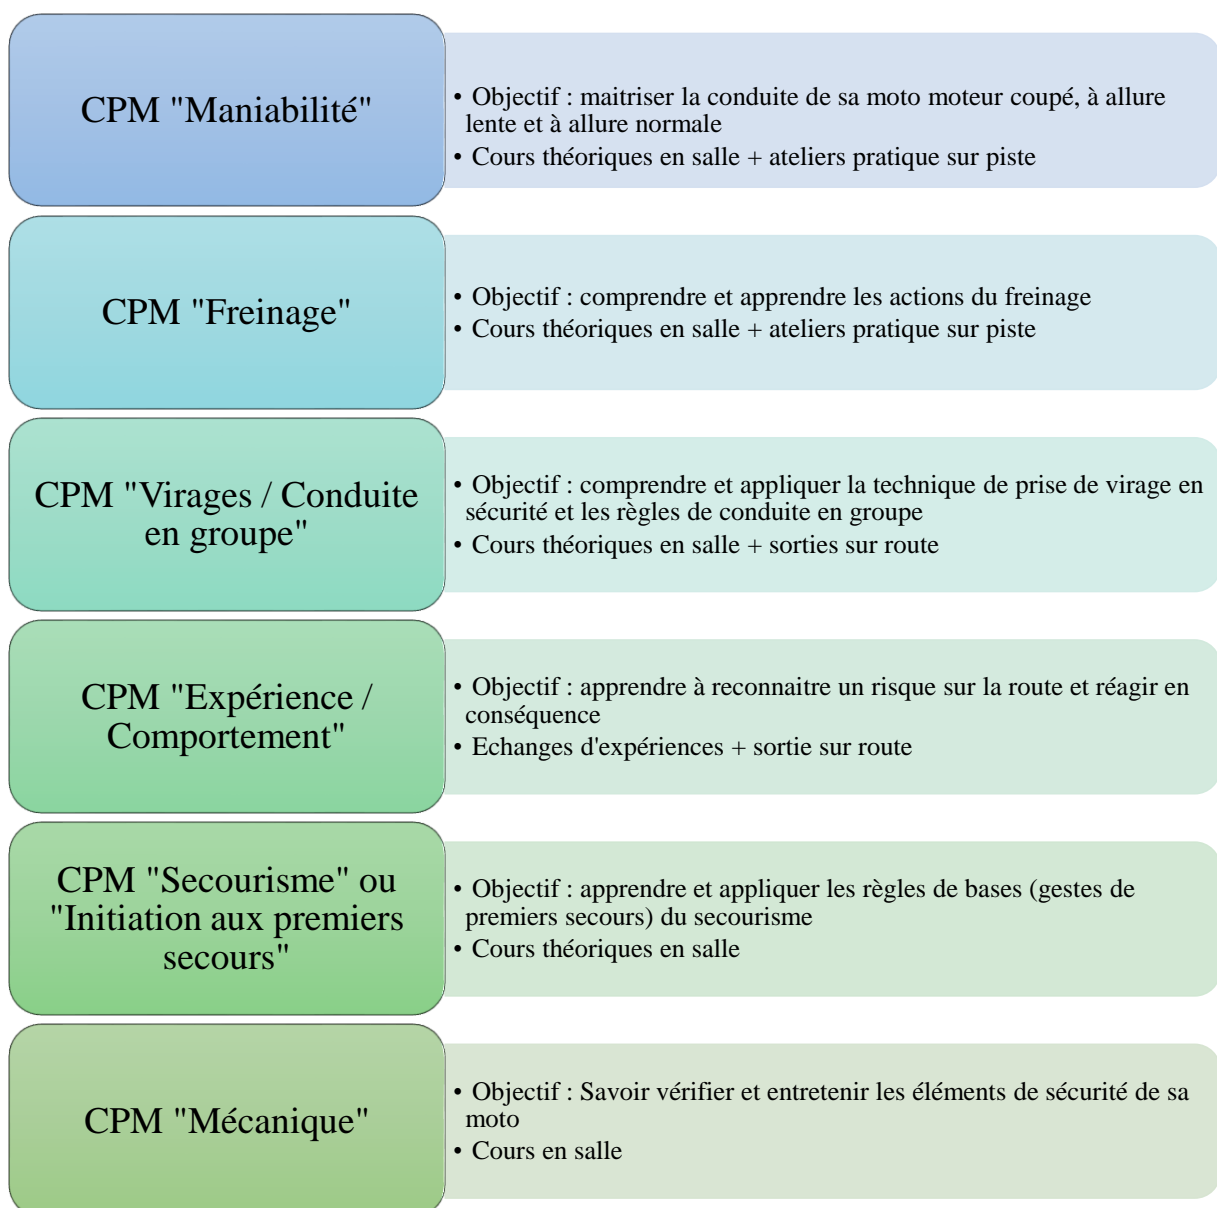 CPM "Maniabilité"
• Objectif : maitriser la conduite de sa moto moteur coupé, à allure
lente et à allure normale
• Cours théoriques en salle + ateliers pratique sur piste
CPM "Freinage"
• Objectif : comprendre et apprendre les actions du freinage
• Cours théoriques en salle + ateliers pratique sur piste
CPM "Virages / Conduite
en groupe"
• Objectif : comprendre et appliquer la technique de prise de virage en
sécurité et les règles de conduite en groupe
• Cours théoriques en salle + sorties sur route
CPM "Expérience /
Comportement"
• Objectif : apprendre à reconnaitre un risque sur la route et réagir en
conséquence
• Echanges d'expériences + sortie sur route
CPM "Secourisme" ou
"Initiation aux premiers
secours"
• Objectif : apprendre et appliquer les règles de bases (gestes de
premiers secours) du secourisme
• Cours théoriques en salle
CPM "Mécanique"
• Objectif : Savoir vérifier et entretenir les éléments de sécurité de sa
moto
• Cours en salle